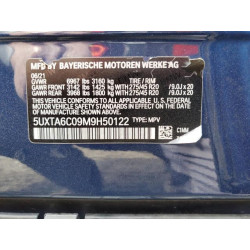 MFD BY BAYERISCHE MOTOREN WERKE AG
06/21
GVWR 6967 lbs 3160 kg TIRE / RIM/
GAWR FRONT 3142 lbs 1425 kg WITH 275/45 R20 /9.0J x 20
GAWR REAR 3968 lbs 1800 kg WITH 275/45 R20 /9.0J x 20
THIS VEHICLE CONFORMS TO ALL APPLICABLE
U.S. FEDERAL MOTOR VEHICLE SAFETY
STANDARDS IN EFFECT ON THE DATE OF
MANUFACTURE SHOWN ABOVE.
5UXTA6C09M9H50122 TYPE: MPV